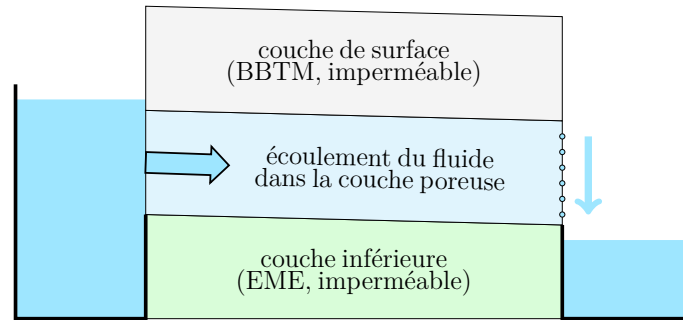 couche de surface
(BBTM, imperméable)
écoulement du fluide
dans la couche poreuse
couche inférieure
(EME, imperméable)